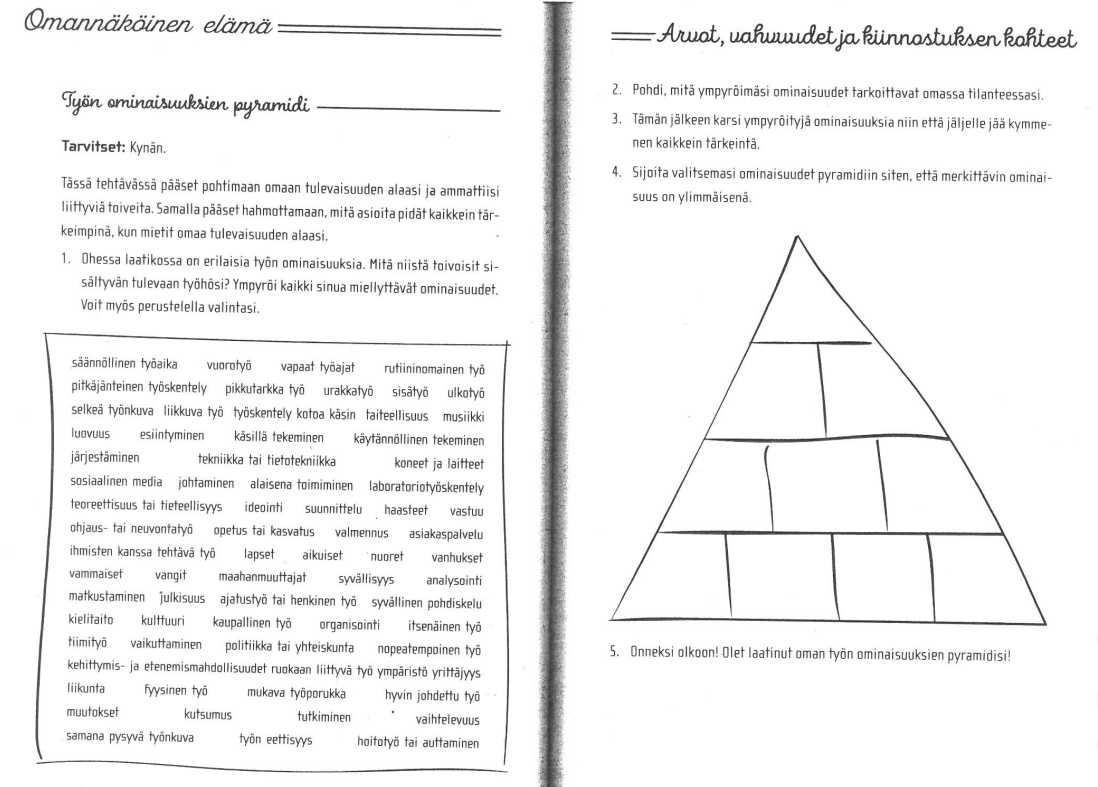 Omannäköinen elämä
Työn ominaisuuksien pyramidi
Tarvitset: Kynän.
Tässä tehtävässä pääset pohtimaan omaan tulevaisuuden alaasi ja ammattiisi
liittyviä toiveita. Samalla pääset hahmottamaan, mitä asioita pidät kaikkein tär-
keimpinä, kun mietit omaa tulevaisuuden alaasi.
1. Ohessa laatikossa on erilaisia työn ominaisuuksia. Mitä niistä toivoisit si-
sältyvän tulevaan työhösi? Ympyröi kaikki sinua miellyttävät ominaisuudet.
Voit myös perustelella valintasi.
säännöllinen työaika vuorotyö vapaat työajat rutiininomainen työ
pitkäjänteinen työskentely pikkutarkka työ urakkatyö sisätyö ulkotyö
selkeä työnkuva liikkuva työ työskentely kotoa käsin taiteellisuus musiikki
luovuus esiintyminen käsillä tekeminen käytännöllinen tekeminen
järjestäminen tekniikka tai tietotekniikka koneet ja laitteet
sosiaalinen media johtaminen alaisena toimiminen laboratoriotyöskentely
teoreettisuus tai tieteellisyys ideointi suunnittelu haasteet vastuu
ohjaus- tai neuvontatyö opetus tai kasvatus valmennus asiakaspalvelu
ihmisten kanssa tehtävä työ lapset aikuiset nuoret vanhukset
vammaiset vangit maahanmuuttajat syvällisyys analysointi
matkustaminen julkisuus ajatustyö tai henkinen työ syvällinen pohdiskelu
kielitaito kulttuuri kaupallinen työ organisointi itsenäinen työ
tiimityö vaikuttaminen politiikka tai yhteiskunta nopeatempoinen työ
kehittymis- ja etenemismahdollisuudet ruokaan liittyvä työ ympäristö yrittäjyys
liikunta fyysinen työ mukava työporukka hyvin johdettu työ
muutokset kutsumus tutkiminen vaihtelevuus
samana pysyvä työnkuva työn eettisyys hoitotyö tai auttaminen
Arvot, vahvuudet ja kiinnostuksen kohteet
2. Pohdi, mitä ympyröimäsi ominaisuudet tarkoittavat omassa tilanteessasi.
3. Tämän jälkeen karsi ympyröityjä ominaisuuksia niin että jäljelle jää kymme-
nen kaikkein tärkeintä.
4. Sijoita valitsemasi ominaisuudet pyramidiin siten, että merkittävin ominai-
suus on ylimmäisenä.
5. Onneksi olkoon! Olet laatinut oman työn ominaisuuksien pyramidisi!